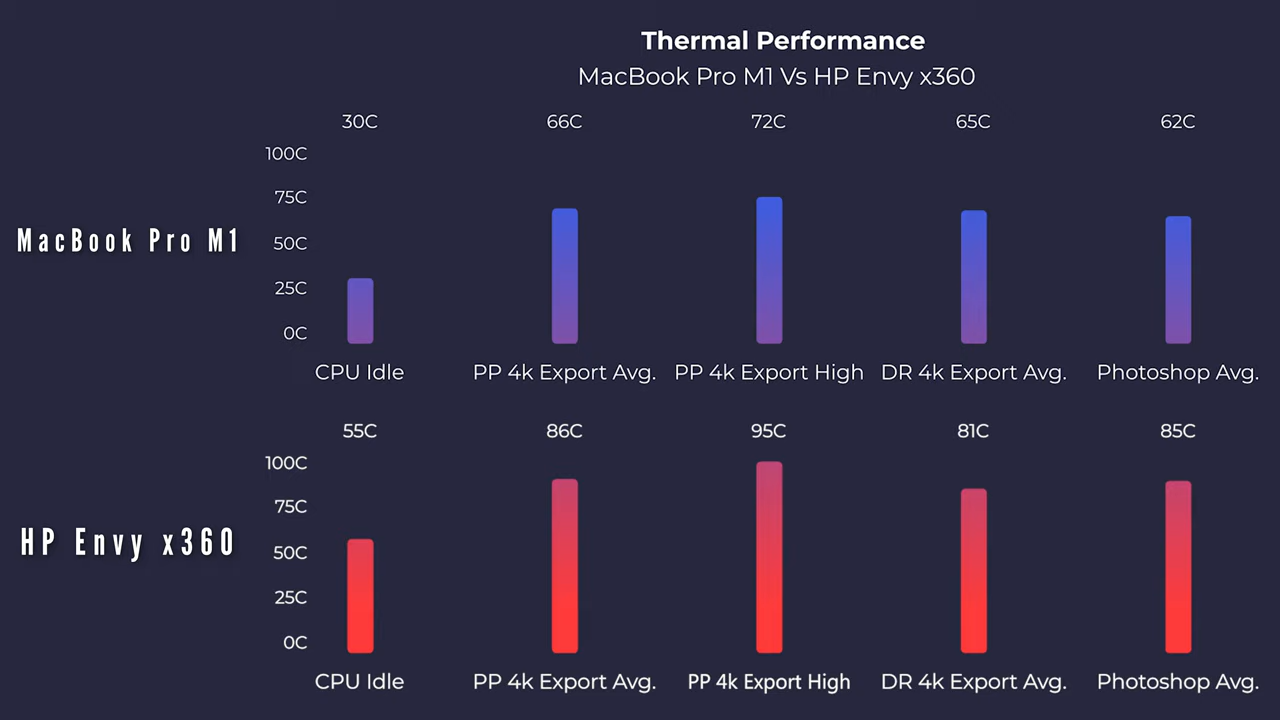 Thermal Performance
MacBook Pro M1 Vs HP Envy x360
30C 66C 72C 65C 62C
100C
75C
MacBook Pro M1
50C
25C
0C
CPU Idle PP 4k Export Avg. PP 4k Export High DR 4k Export Avg. Photoshop Avg.
55C 86C 95C 81C 85C
100C
75C
HP Envy x360
50C
25C
0C
CPU Idle PP 4k Export Avg. PP 4k Export High DR 4k Export Avg. Photoshop Avg.